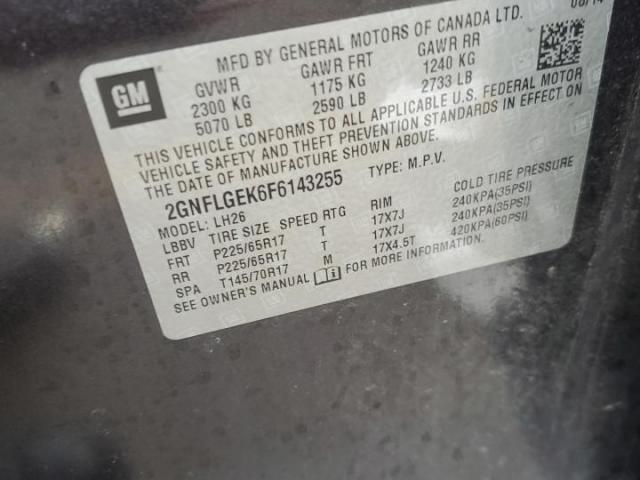 MFD BY GENERAL MOTORS OF CANADA LTD. 08/14
GM
GVWR GAWR FRT GAWR RR
2300 KG 1175 KG 1240 KG
5070 LB 2590 LB 2733 LB
THIS VEHICLE CONFORMS TO ALL APPLICABLE U.S. FEDERAL MOTOR
VEHICLE SAFETY AND THEFT PREVENTION STANDARDS IN EFFECT ON
THE DATE OF MANUFACTURE SHOWN ABOVE.
2GNFLGEK6F6143255 TYPE: M.P.V.
MODEL: LH26
LBBV TIRE SIZE SPEED RTG RIM COLD TIRE PRESSURE
FRT P225/65R17 T 17X7J 240KPA(35PSI)
RR P225/65R17 T 17X7J 240KPA(35PSI)
SPA T145/70R17 M 17X4.5T 420KPA(60PSI)
SEE OWNER'S MANUAL FOR MORE INFORMATION.